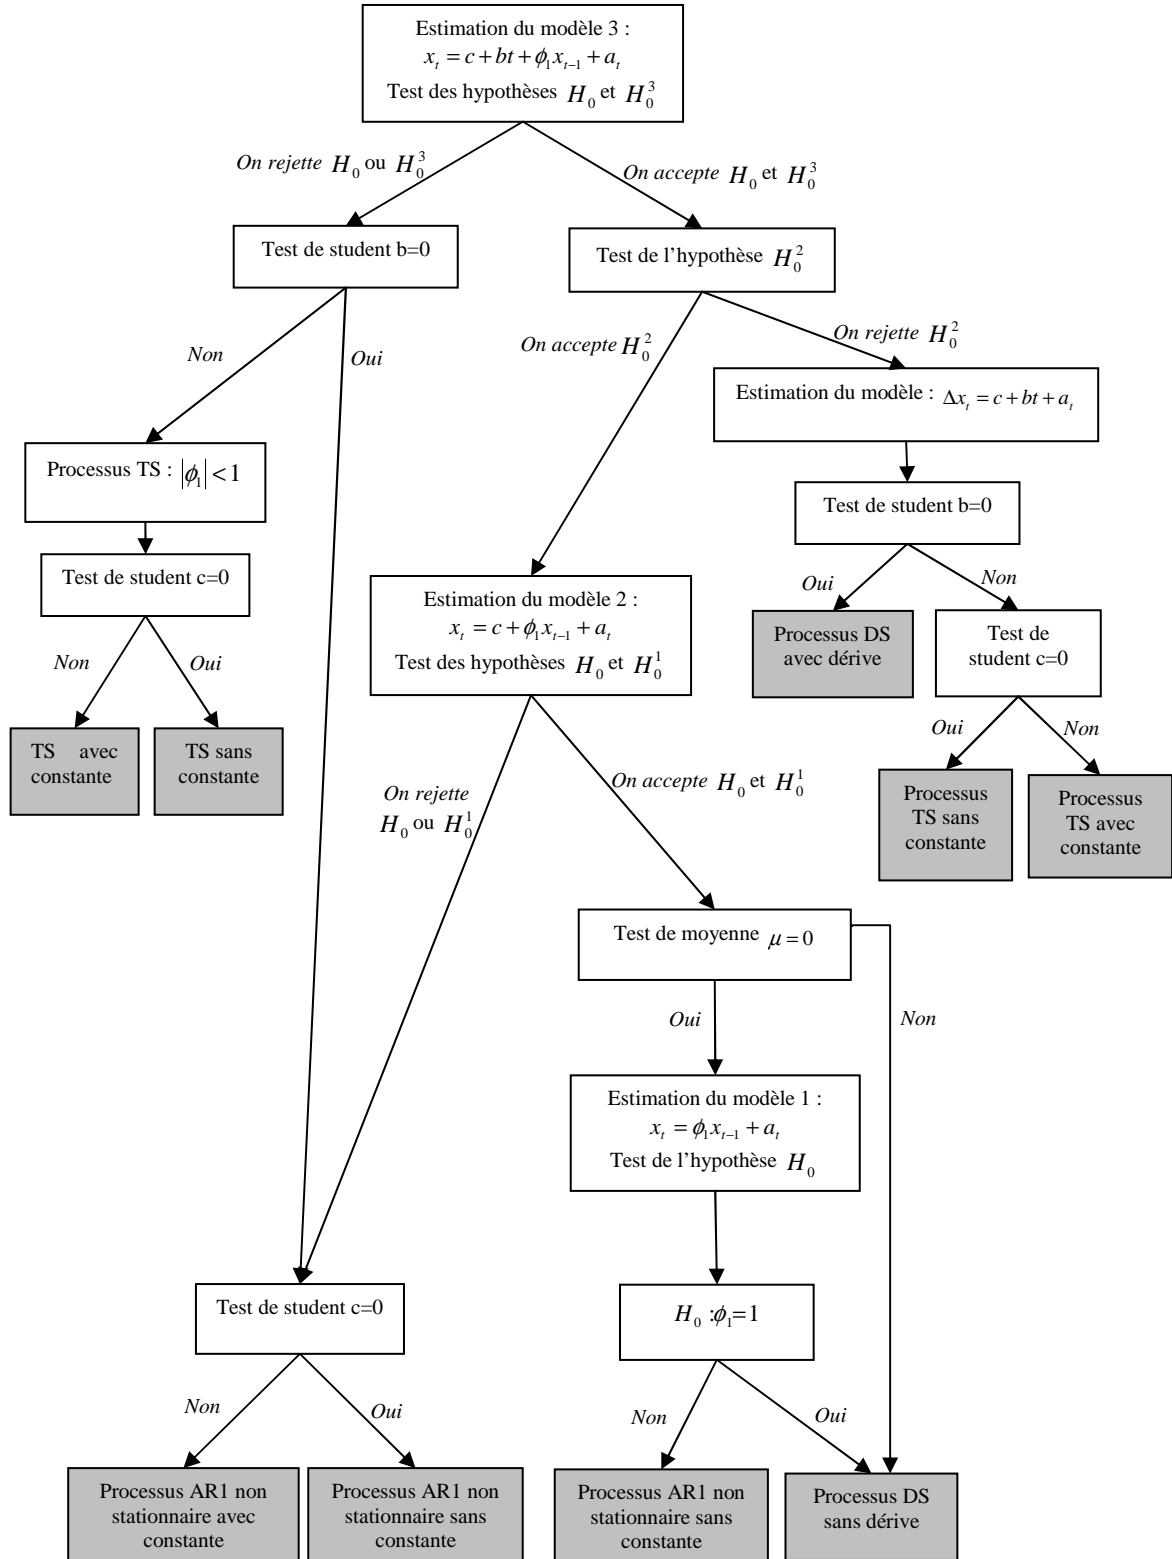 Estimation du modèle 3 :
x_t = c + bt + ϕ_1 x_{t−1} + a_t
Test des hypothèses H_0 et H_0^3
On rejette H_0 ou H_0^3
On accepte H_0 et H_0^3
Test de student b=0
Test de l’hypothèse H_0^2
Non
Oui
On accepte H_0^2
On rejette H_0^2
Estimation du modèle : Δx_t = c + bt + a_t
Processus TS : |ϕ_1| < 1
Test de student b=0
Test de student c=0
Oui
Non
Estimation du modèle 2 :
x_t = c + ϕ_1 x_{t−1} + a_t
Test des hypothèses H_0 et H_0^1
Processus DS
avec dérive
Test de
student c=0
Non
Oui
TS avec
constante
TS sans
constante
Oui
Non
On rejette
H_0 ou H_0^1
On accepte H_0 et H_0^1
Processus
TS sans
constante
Processus
TS avec
constante
Test de moyenne μ = 0
Oui
Non
Estimation du modèle 1 :
x_t = ϕ_1 x_{t−1} + a_t
Test de l’hypothèse H_0
Test de student c=0
H_0 :ϕ_1=1
Non
Oui
Non
Oui
Processus AR1 non
stationnaire avec
constante
Processus AR1 non
stationnaire sans
constante
Processus AR1 non
stationnaire sans
constante
Processus DS
sans dérive